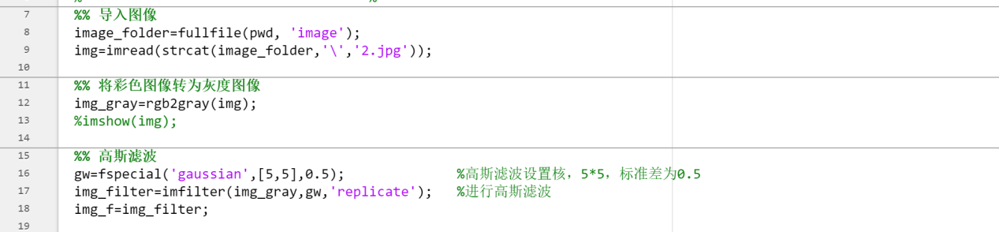 7 %% 导入图像
8 image_folder=fullfile(pwd, 'image');
9 img=imread(strcat(image_folder,'\','2.jpg'));
10
11 %% 将彩色图像转为灰度图像
12 img_gray=rgb2gray(img);
13 %imshow(img);
14
15 %% 高斯滤波
16 gw=fspecial('gaussian',[5,5],0.5); %高斯滤波设置核，5*5，标准差为0.5
17 img_filter=imfilter(img_gray,gw,'replicate'); %进行高斯滤波
18 img_f=img_filter;
19